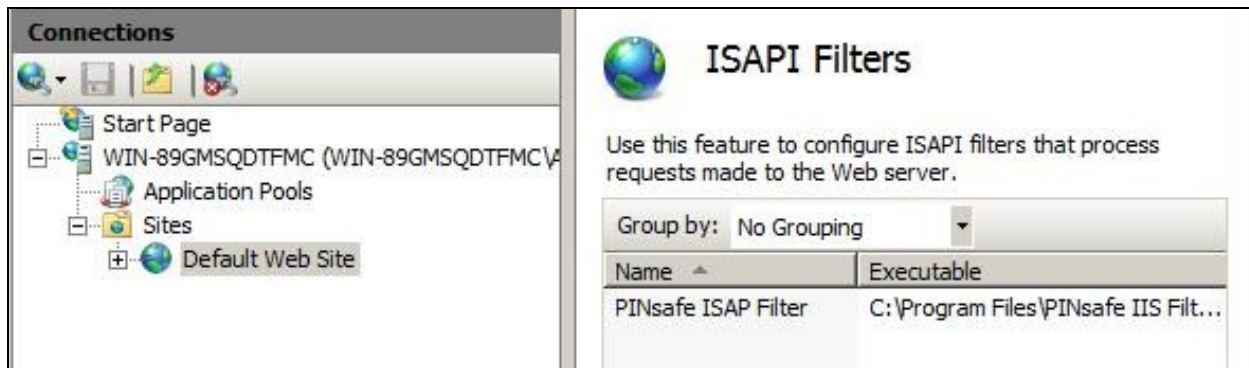 Connections
Start Page
WIN-89GMSQDTFMC (WIN-89GMSQDTFMC\A
Application Pools
Sites
Default Web Site
ISAPI Filters
Use this feature to configure ISAPI filters that process
requests made to the Web server.
Group by: No Grouping
Name Executable
PINsafe ISAP Filter C:\Program Files\PINsafe IIS Filt...